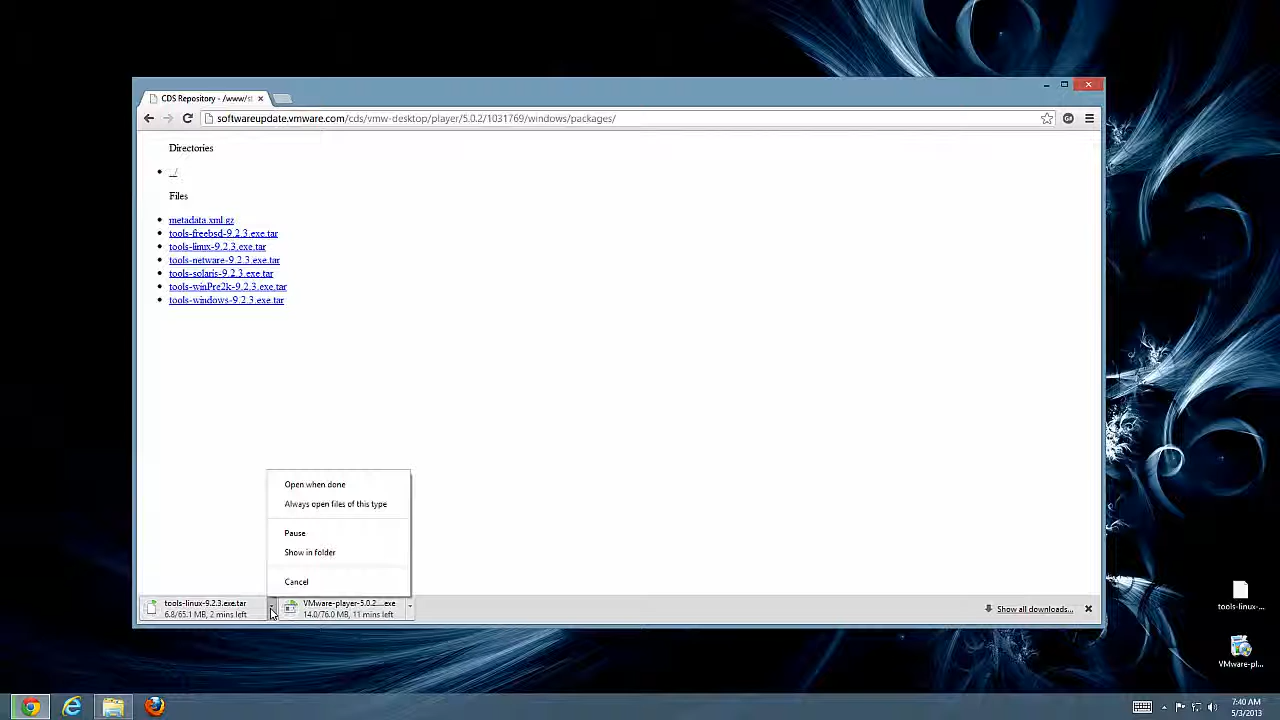 CDS Repository - /www/s
softwareupdate.vmware.com/cds/vmw-desktop/player/5.0.2/1031769/windows/packages/
Directories
../
Files
metadata.xml.gz
tools-freebsd-9.2.3.exe.tar
tools-linux-9.2.3.exe.tar
tools-netware-9.2.3.exe.tar
tools-solaris-9.2.3.exe.tar
tools-winPre2k-9.2.3.exe.tar
tools-windows-9.2.3.exe.tar
Open when done
Always open files of this type
Pause
Show in folder
Cancel
tools-linux-9.2.3.exe.tar
6.8/65.1 MB, 2 mins left
VMware-player-5.0.2....exe
14.0/76.0 MB, 11 mins left
Show all downloads...
tools-linux-...
VMware-pl...
7:40 AM
5/3/2013